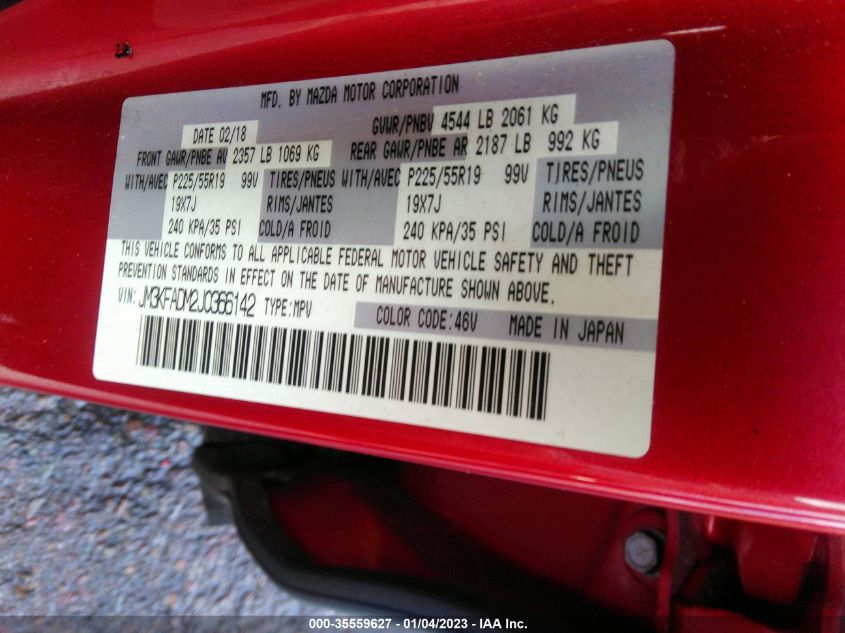 MFD. BY MAZDA MOTOR CORPORATION
DATE 02/18 GVWR/PNBV 4544 LB 2061 KG
FRONT GAWR/PNBE AV 2357 LB 1069 KG REAR GAWR/PNBE AR 2187 LB 992 KG
WITH/AVEC P225/55R19 99V TIRES/PNEUS WITH/AVEC P225/55R19 99V TIRES/PNEUS
19X7J RIMS/JANTES 19X7J RIMS/JANTES
240 KPA/35 PSI COLD/A FROID 240 KPA/35 PSI COLD/A FROID
THIS VEHICLE CONFORMS TO ALL APPLICABLE FEDERAL MOTOR VEHICLE SAFETY AND THEFT
PREVENTION STANDARDS IN EFFECT ON THE DATE OF MANUFACTURE SHOWN ABOVE.
VIN: JM3KFADM2J0366142 TYPE:MPV
COLOR CODE:46V MADE IN JAPAN
000-35559627 - 01/04/2023 - IAA Inc.